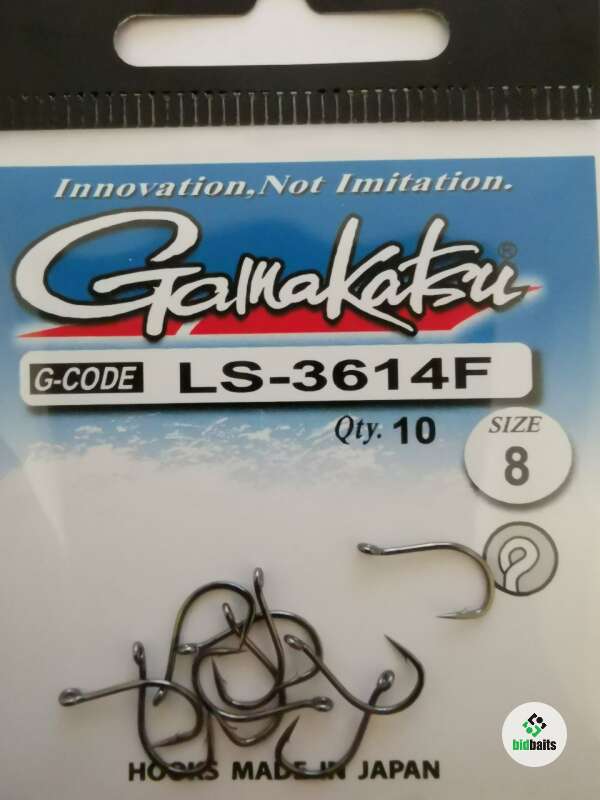 Innovation, Not Imitation.
Gamakatsu®
G-CODE LS-3614F
Qty. 10
SIZE
8
HOOKS MADE IN JAPAN
bidbaits